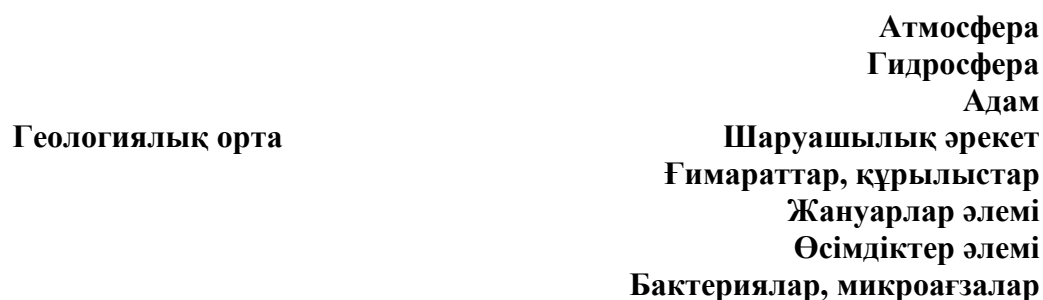 Атмосфера
Гидросфера
Адам
Геологиялық орта Шаруашылық әрекет
Ғимараттар, құрылыстар
Жануарлар әлемі
Өсімдіктер әлемі
Бактериялар, микроағзалар